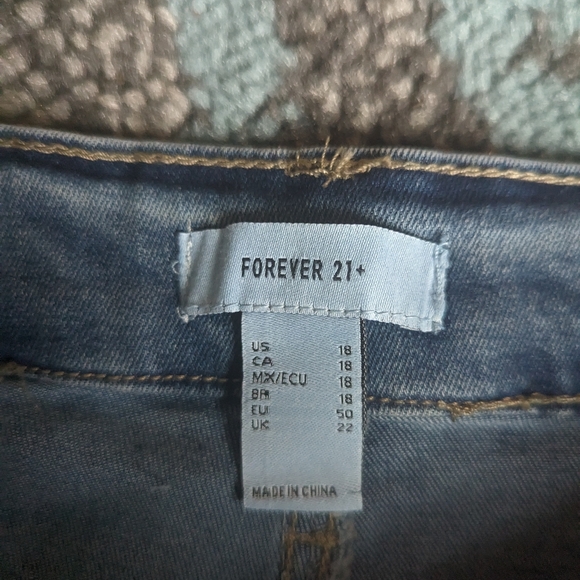 FOREVER 21+
US 18
CA 18
MX/ECU 18
BR 18
EU 50
UK 22
MADE IN CHINA